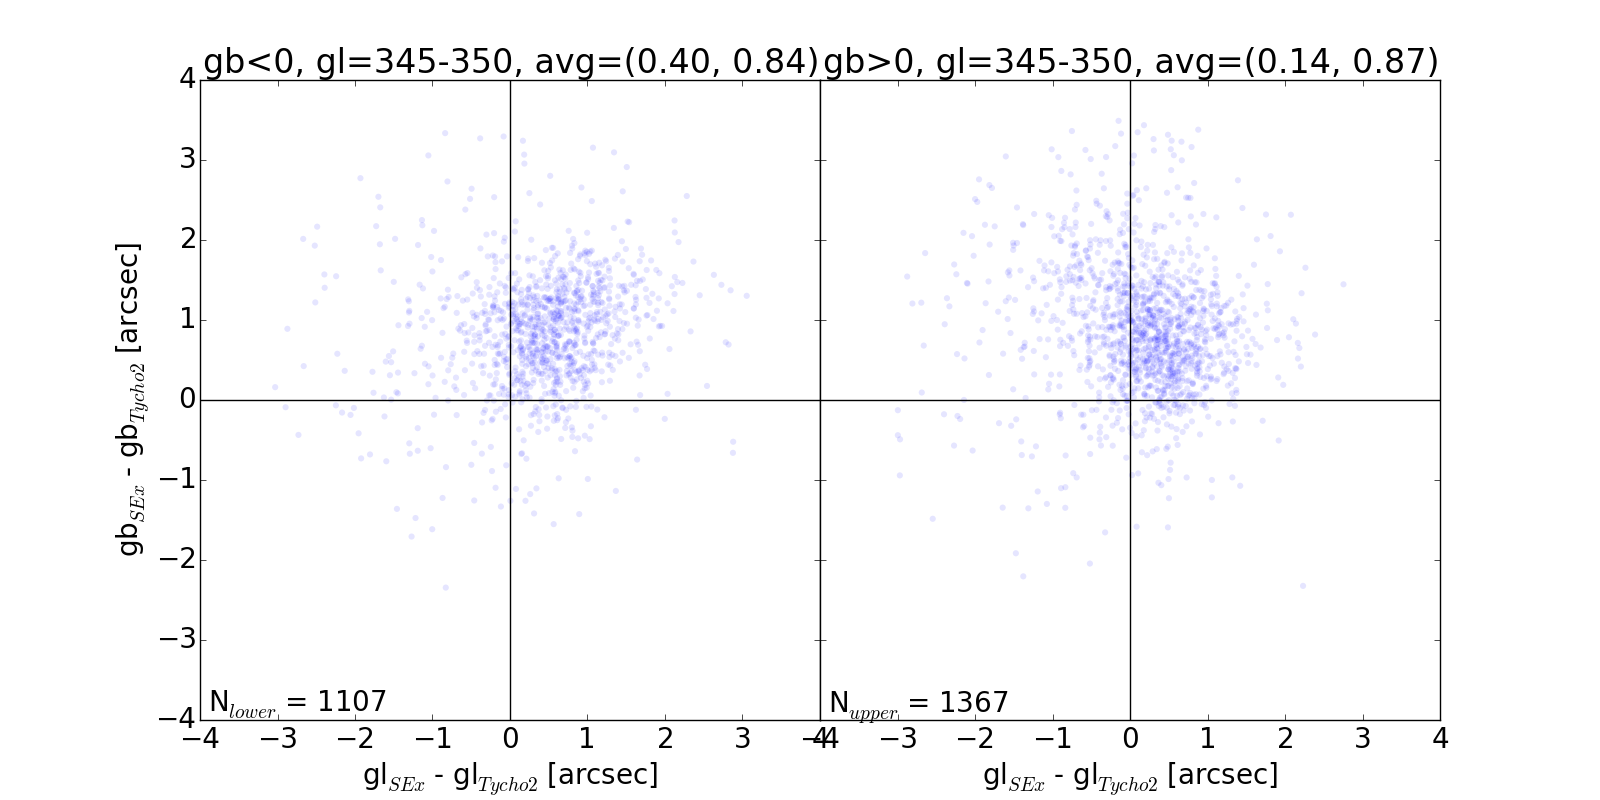 gb<0, gl=345-350, avg=(0.40, 0.84)
gb>0, gl=345-350, avg=(0.14, 0.87)
4
3
2
1
0
−1
−2
−3
−4
gb_SEx - gb_Tycho2 [arcsec]
N_lower = 1107
N_upper = 1367
−4 −3 −2 −1 0 1 2 3 4
−4 −3 −2 −1 0 1 2 3 4
gl_SEx - gl_Tycho2 [arcsec]
gl_SEx - gl_Tycho2 [arcsec]